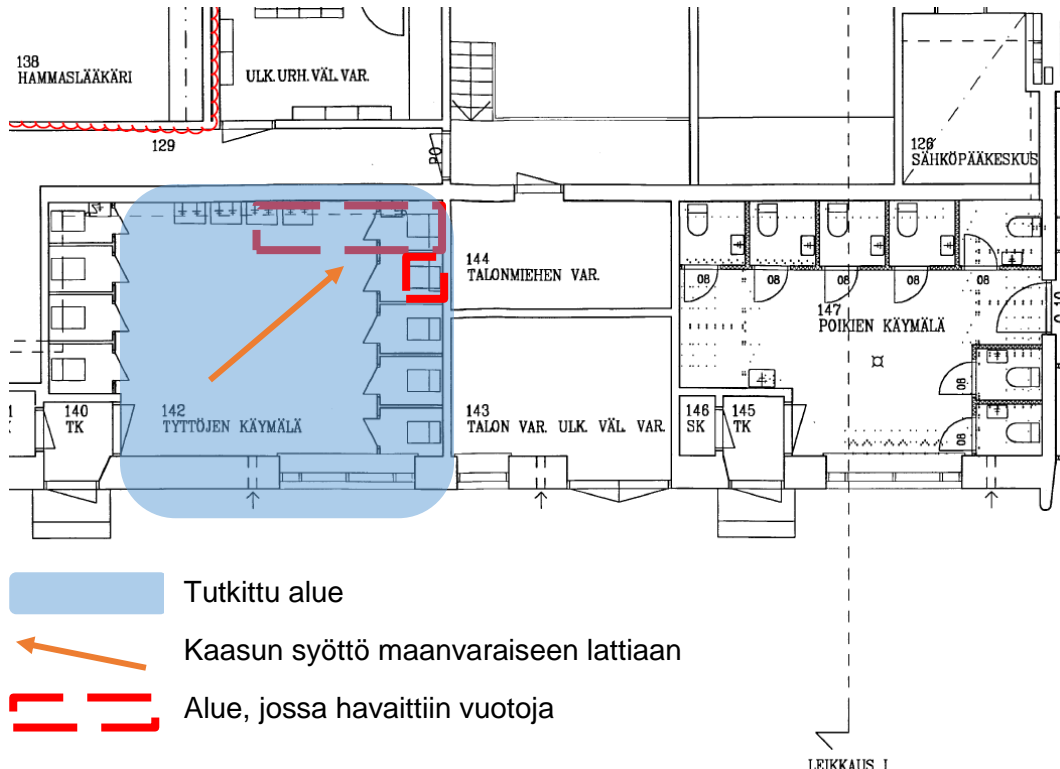 138
HAMMASLÄÄKÄRI
ULK.URH.VÄL.VAR.
129
PO
126
SÄHKÖPÄÄKESKUS
144
TALONMIEHEN VAR.
08
08
08
08
08
147
POIKIEN KÄYMÄLÄ
08
08
140
TK
142
TYTTÖJEN KÄYMÄLÄ
143
TALON VAR. ULK. VÄL. VAR.
146
SK
145
TK
Tutkittu alue
Kaasun syöttö maanvaraiseen lattiaan
Alue, jossa havaittiin vuotoja
LEIKKAUS 1